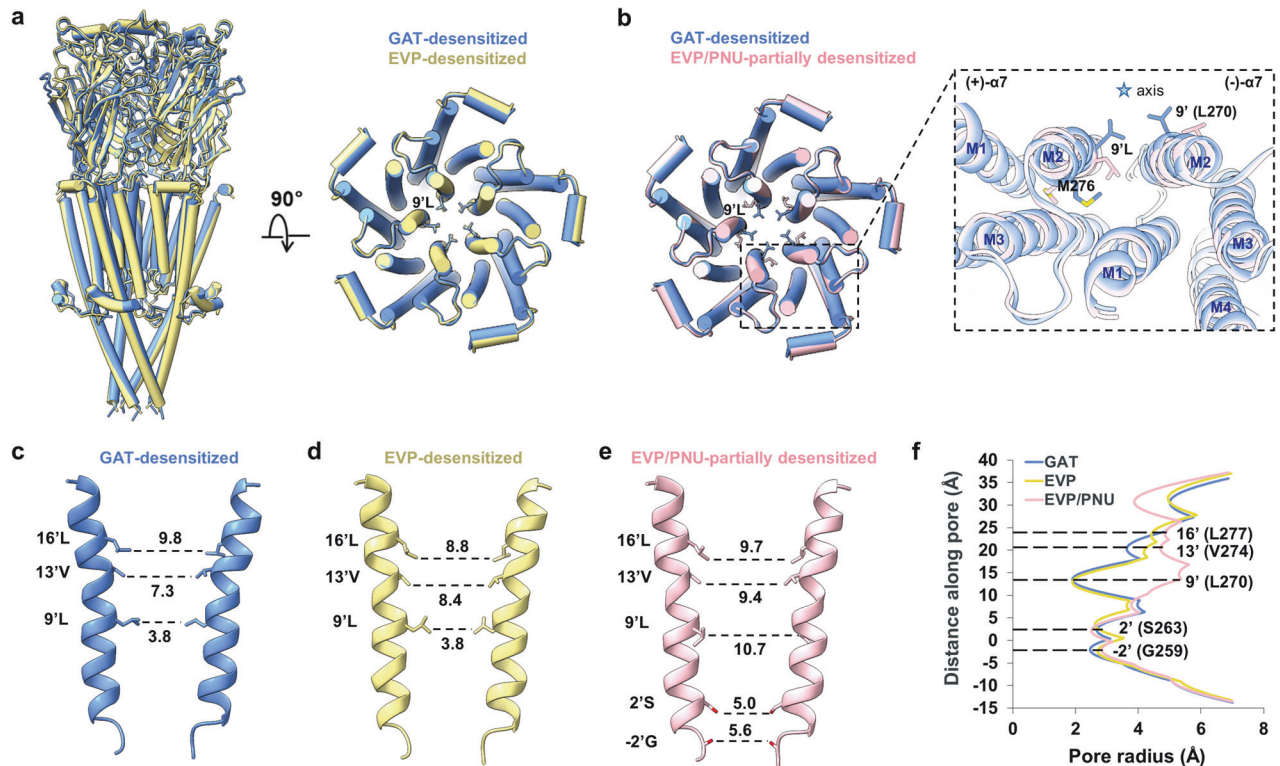 a
GAT-desensitized
EVP-desensitized
90°
9'L
b
GAT-desensitized
EVP/PNU-partially desensitized
9'L
(+)-α7
(-)-α7
axis
9' (L270)
M1
M2
9'L
M2
M276
M3
M1
M3
M4
c
GAT-desensitized
16'L
9.8
13'V
7.3
9'L
3.8
d
EVP-desensitized
16'L
8.8
13'V
8.4
9'L
3.8
e
EVP/PNU-partially desensitized
16'L
9.7
13'V
9.4
9'L
10.7
2'S
5.0
-2'G
5.6
f
GAT
EVP
EVP/PNU
Distance along pore (Å)
40
35
30
25
20
15
10
5
0
-5
-10
-15
16' (L277)
13' (V274)
9' (L270)
2' (S263)
-2' (G259)
0 2 4 6 8
Pore radius (Å)